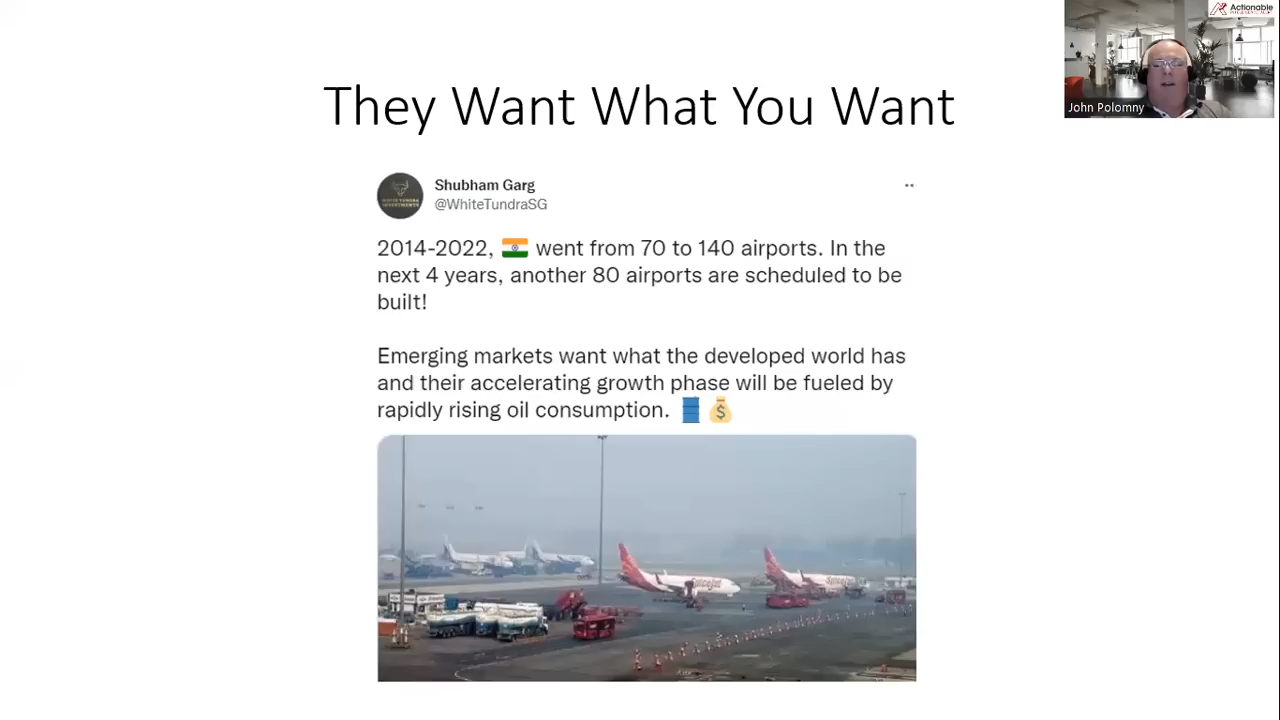 Actionable
John Polomny
They Want What You Want
Shubham Garg
@WhiteTundraSG
2014-2022, 🇮🇳 went from 70 to 140 airports. In the
next 4 years, another 80 airports are scheduled to be
built!
Emerging markets want what the developed world has
and their accelerating growth phase will be fueled by
rapidly rising oil consumption. 🛢️ 💰
spicejet
spicejet